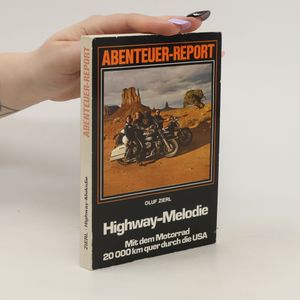 ABENTEUER-REPORT
OLUF ZIERL
Highway-Melodie
Mit dem Motorrad
20 000 km quer durch die USA
ABENTEUER-REPORT
ZIERL · Highway-Melodie